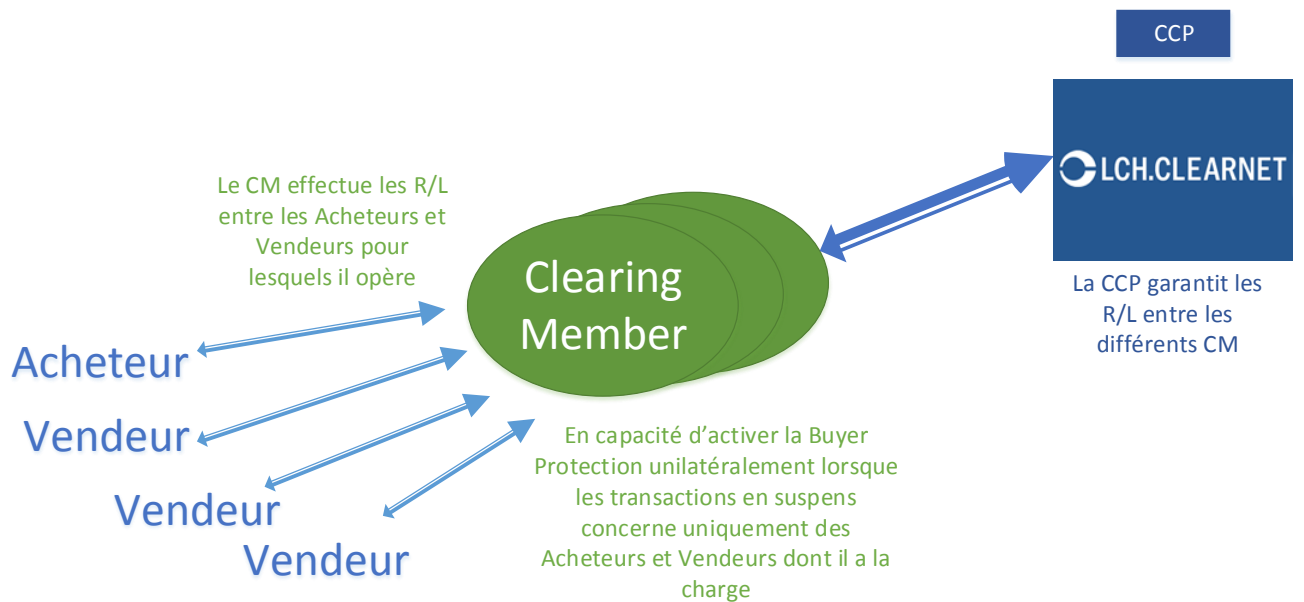 CCP
LCH.CLEARNET
La CCP garantit les
R/L entre les
différents CM
Le CM effectue les R/L
entre les Acheteurs et
Vendeurs pour
lesquels il opère
Clearing
Member
Acheteur
Vendeur
Vendeur
Vendeur
En capacité d’activer la Buyer
Protection unilatéralement lorsque
les transactions en suspens
concerne uniquement des
Acheteurs et Vendeurs dont il a la
charge